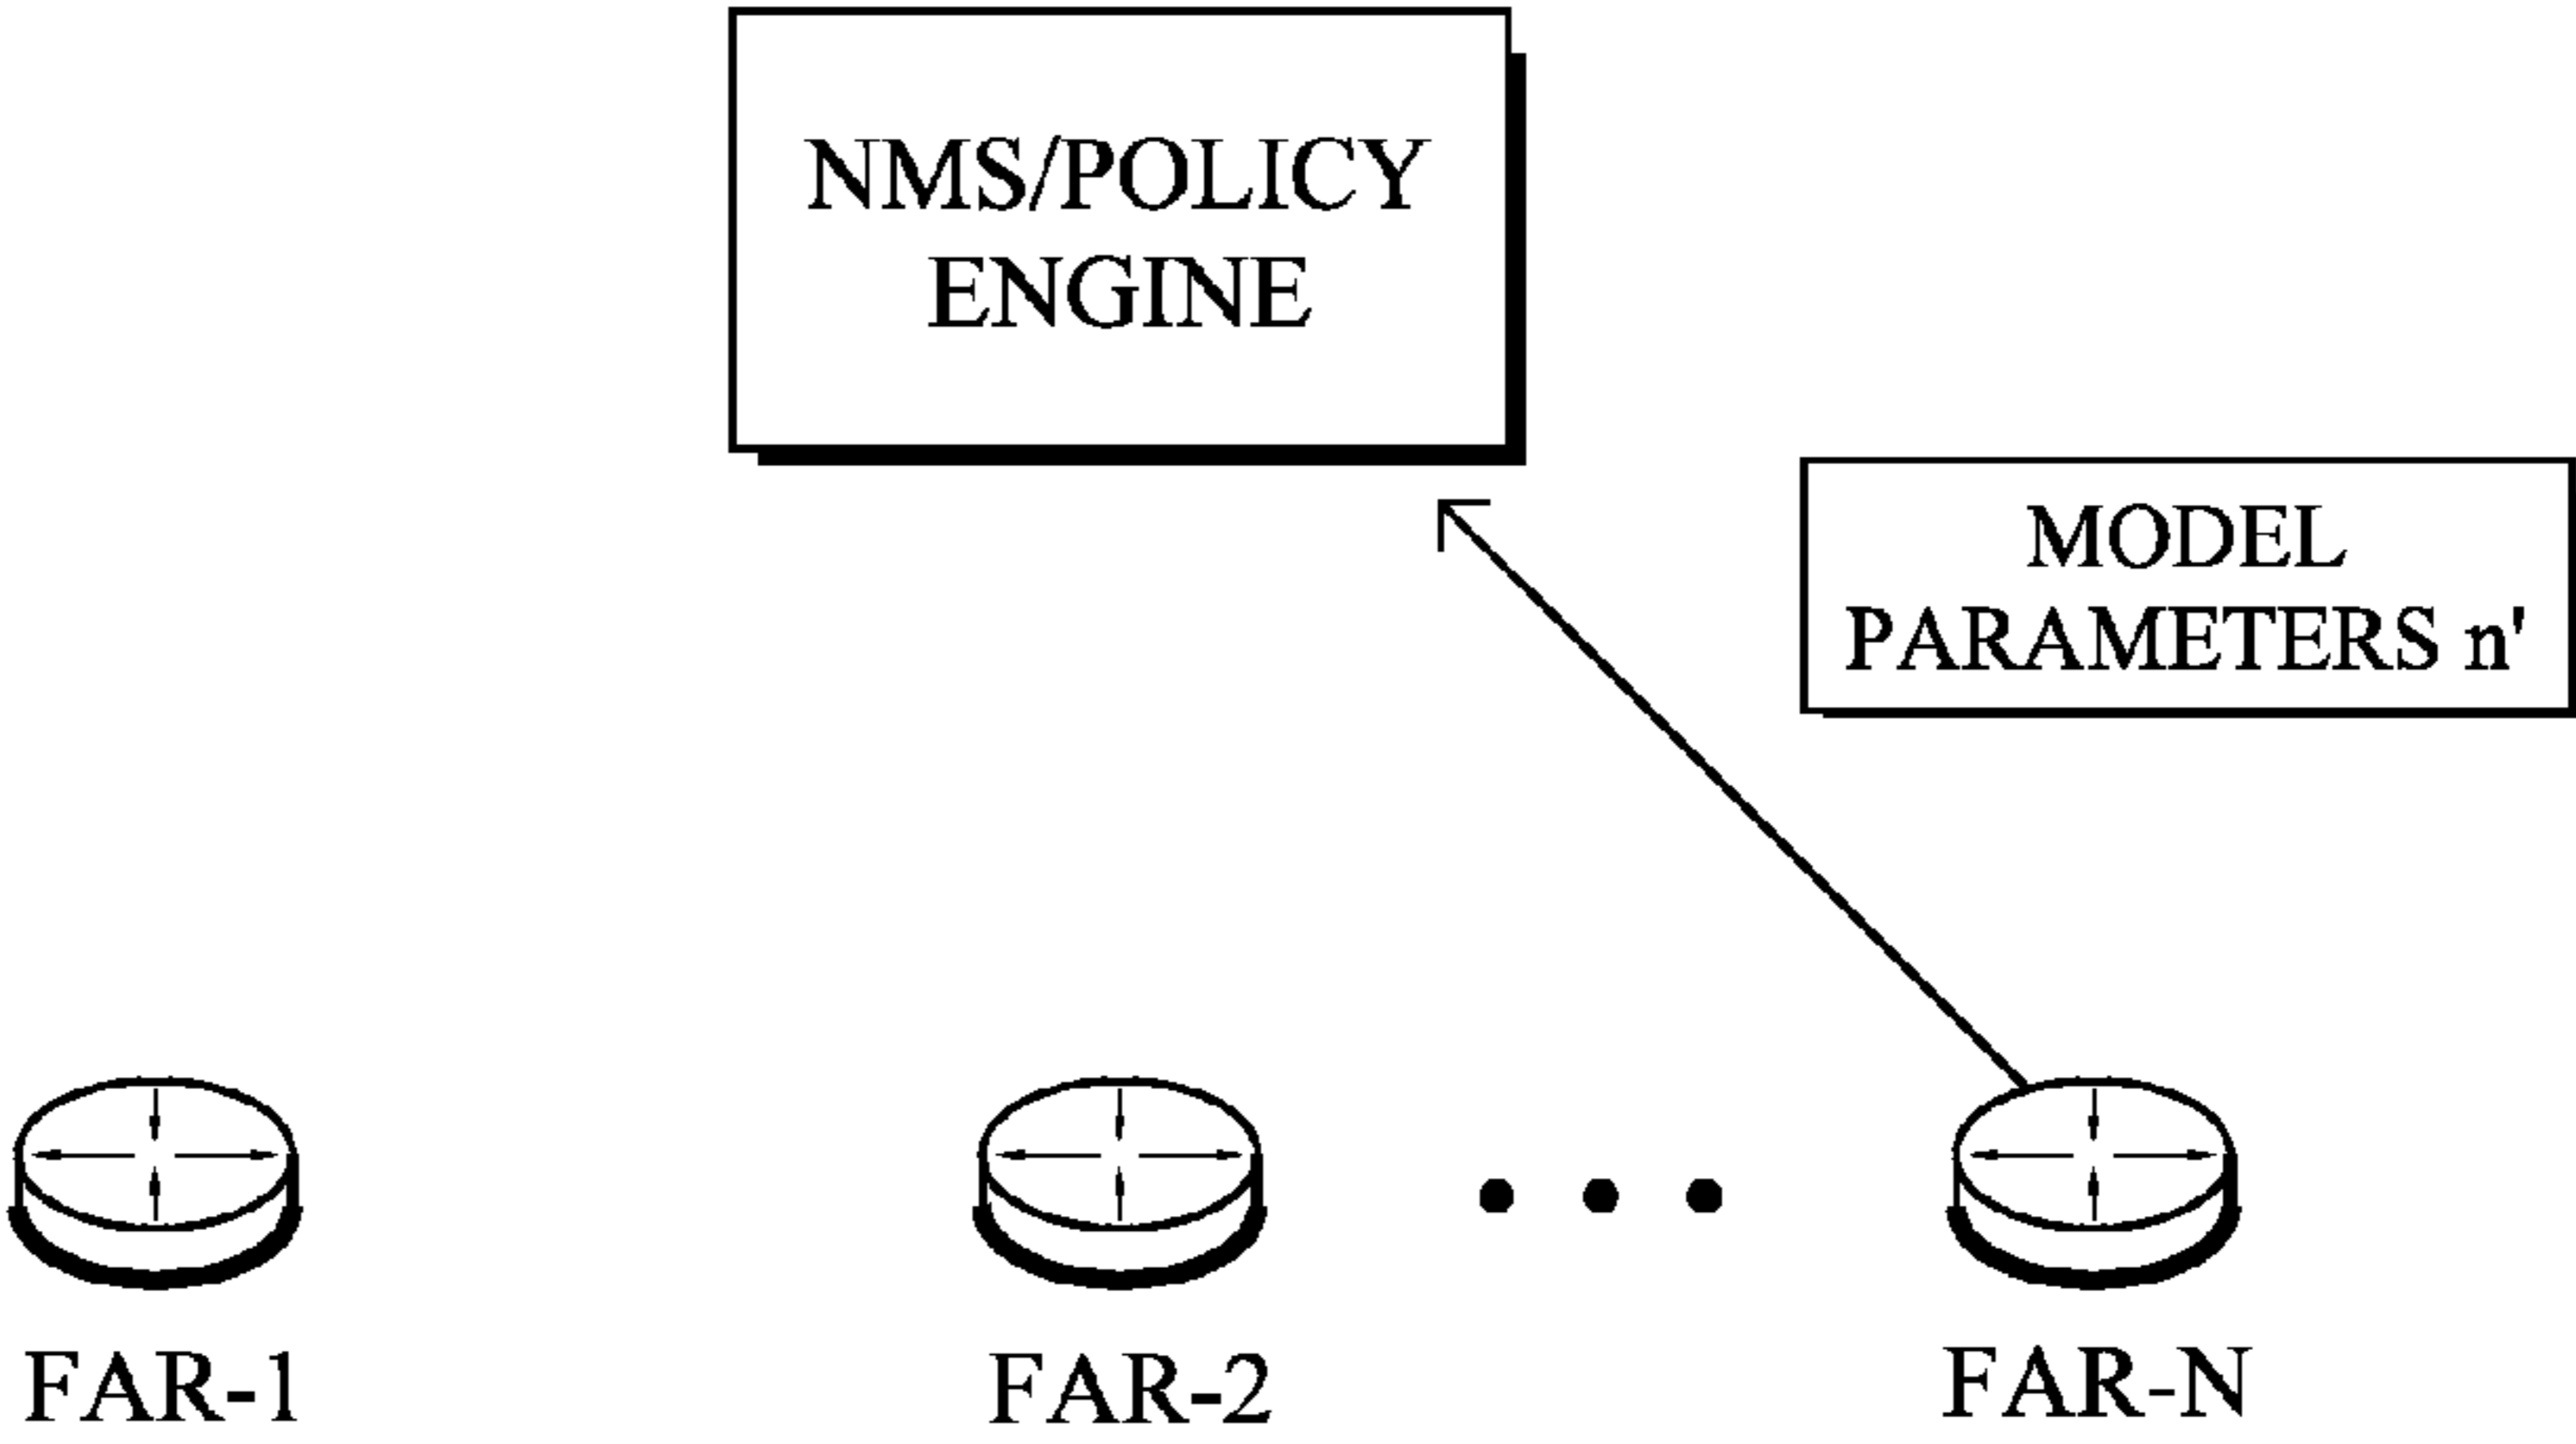 NMS/POLICY
ENGINE
MODEL
PARAMETERS n'
FAR-1
FAR-2
FAR-N